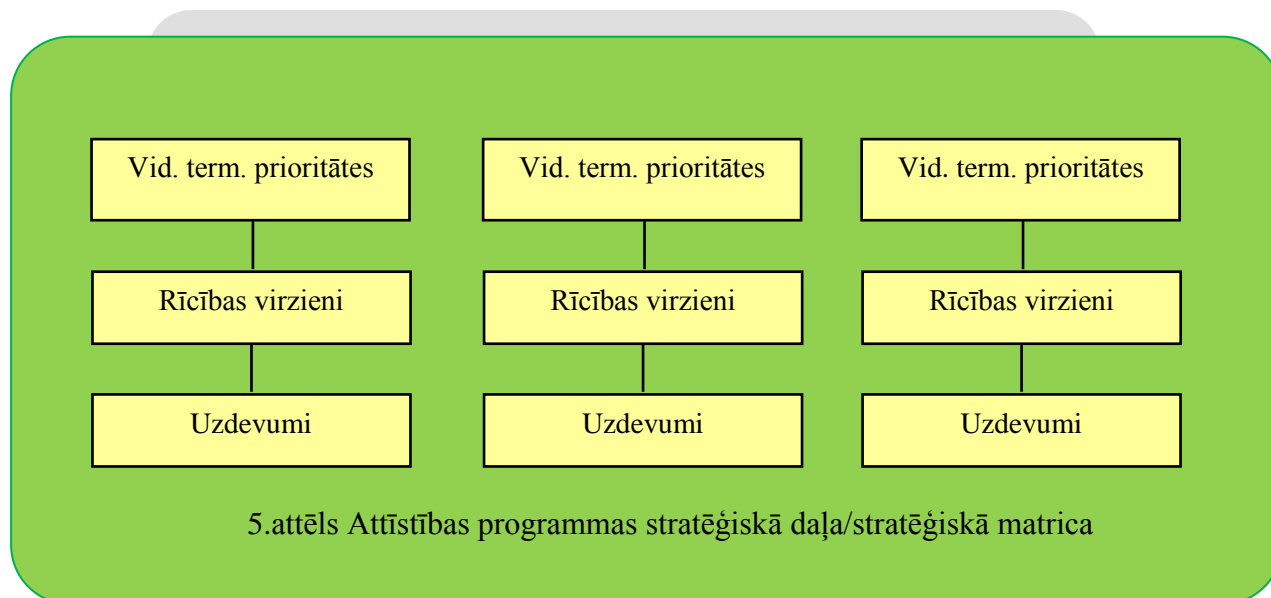 Vid. term. prioritātes
Vid. term. prioritātes
Vid. term. prioritātes
Rīcības virzieni
Rīcības virzieni
Rīcības virzieni
Uzdevumi
Uzdevumi
Uzdevumi
5.attēls Attīstības programmas stratēģiskā daļa/stratēģiskā matrica